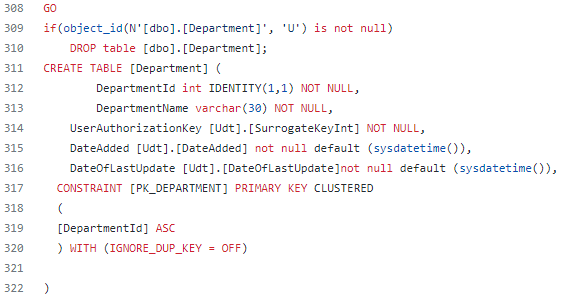 308 GO
309 if(object_id(N'[dbo].[Department]', 'U') is not null)
310     DROP table [dbo].[Department];
311 CREATE TABLE [Department] (
312         DepartmentId int IDENTITY(1,1) NOT NULL,
313         DepartmentName varchar(30) NOT NULL,
314     UserAuthorizationKey [Udt].[SurrogateKeyInt] NOT NULL,
315     DateAdded [Udt].[DateAdded] not null default (sysdatetime()),
316     DateOfLastUpdate [Udt].[DateOfLastUpdate]not null default (sysdatetime()),
317   CONSTRAINT [PK_DEPARTMENT] PRIMARY KEY CLUSTERED
318   (
319   [DepartmentId] ASC
320   ) WITH (IGNORE_DUP_KEY = OFF)
321
322 )